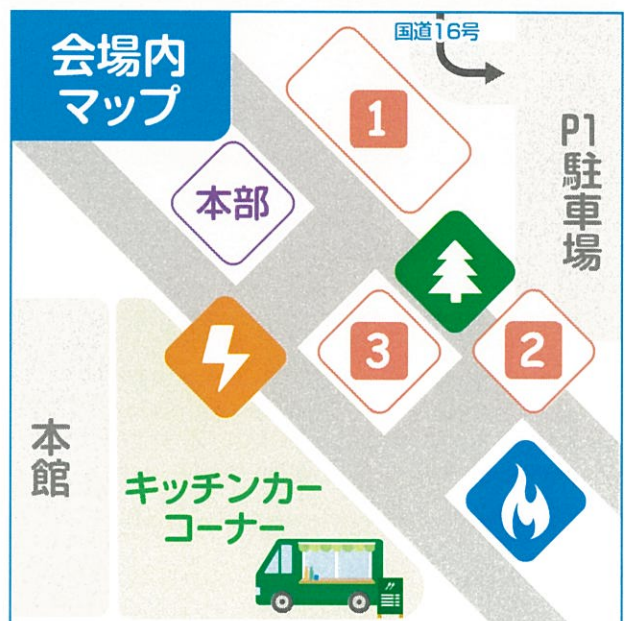 会場内
マップ
国道16号
1
P1
駐車場
本部
3
2
本館
キッチンカー
コーナー